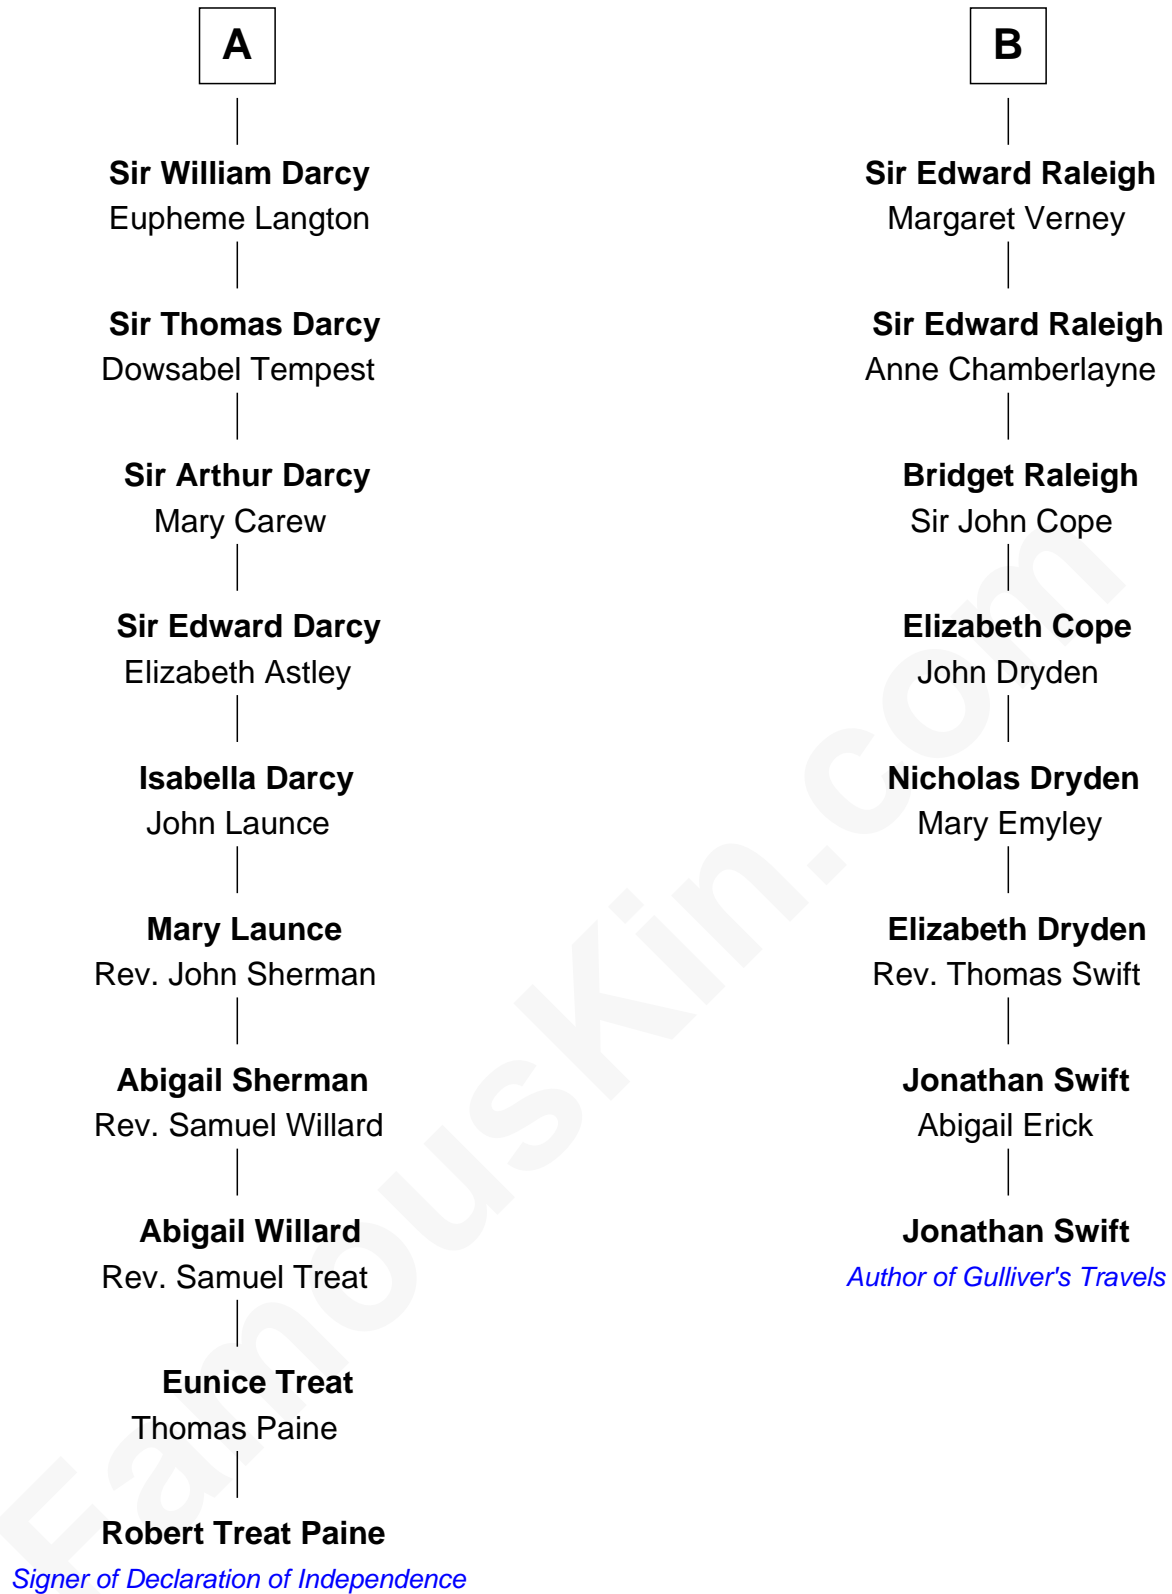 A
Sir William Darcy
Eupheme Langton
Sir Thomas Darcy
Dowsabel Tempest
Sir Arthur Darcy
Mary Carew
Sir Edward Darcy
Elizabeth Astley
Isabella Darcy
John Launce
Mary Launce
Rev. John Sherman
Abigail Sherman
Rev. Samuel Willard
Abigail Willard
Rev. Samuel Treat
Eunice Treat
Thomas Paine
Robert Treat Paine
Signer of Declaration of Independence
B
Sir Edward Raleigh
Margaret Verney
Sir Edward Raleigh
Anne Chamberlayne
Bridget Raleigh
Sir John Cope
Elizabeth Cope
John Dryden
Nicholas Dryden
Mary Emyley
Elizabeth Dryden
Rev. Thomas Swift
Jonathan Swift
Abigail Erick
Jonathan Swift
Author of Gulliver's Travels
FamousKin.com